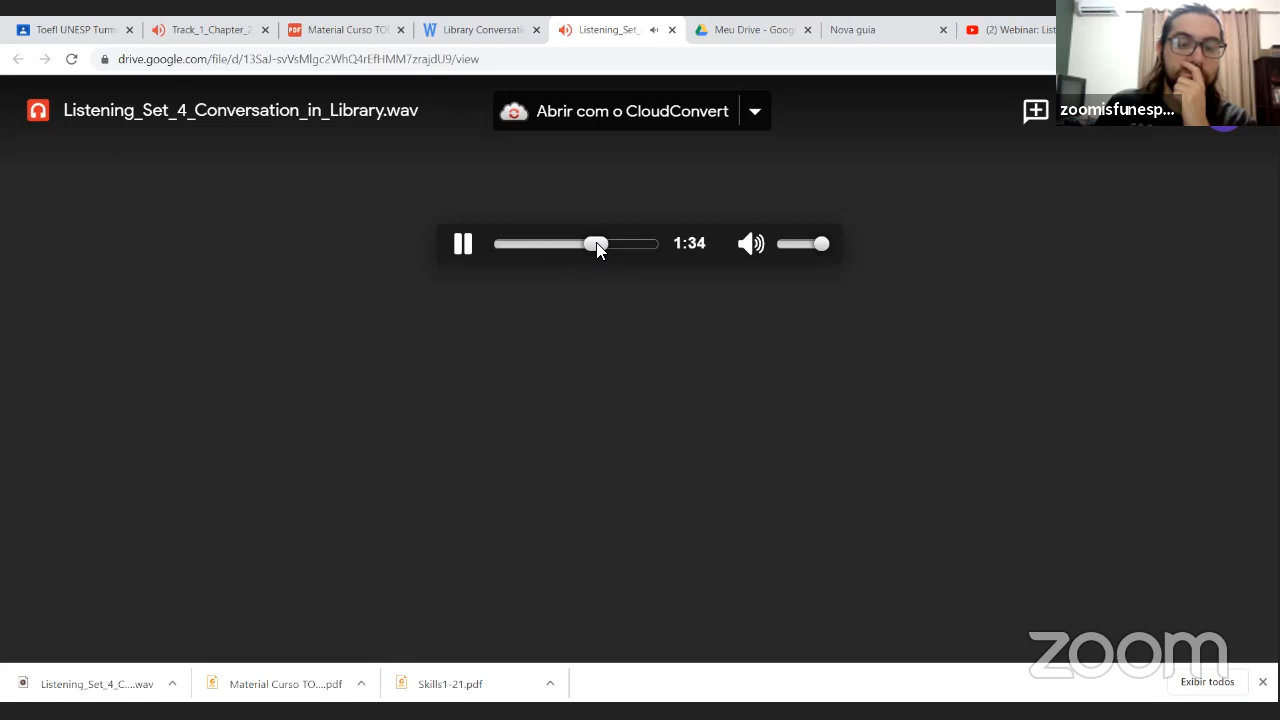 Toefl UNESP Turm
Track_1_Chapter_2
Material Curso TO
Library Conversati
Listening_Set_
Meu Drive - Goog
Nova guia
(2) Webinar: List
drive.google.com/file/d/13SaJ-svVsMlgc2WhQ4rEfHMM7zrajdU9/view
Listening_Set_4_Conversation_in_Library.wav
Abrir com o CloudConvert
zoomisfunesp...
1:34
zoom
Listening_Set_4_C....wav
Material Curso TO....pdf
Skills1-21.pdf
Exibir todos